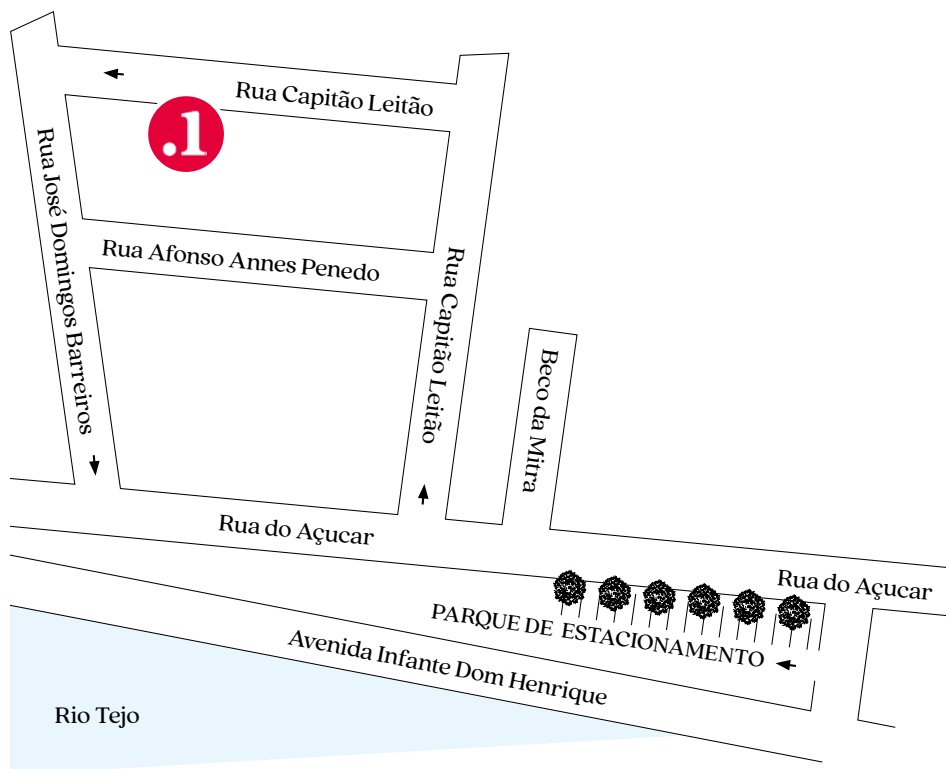 Rua Capitão Leitão
.1
Rua José Domingos Barreiros
Rua Afonso Annes Penedo
Rua Capitão Leitão
Beco da Mitra
Rua do Açucar
Rua do Açucar
PARQUE DE ESTACIONAMENTO
Avenida Infante Dom Henrique
Rio Tejo